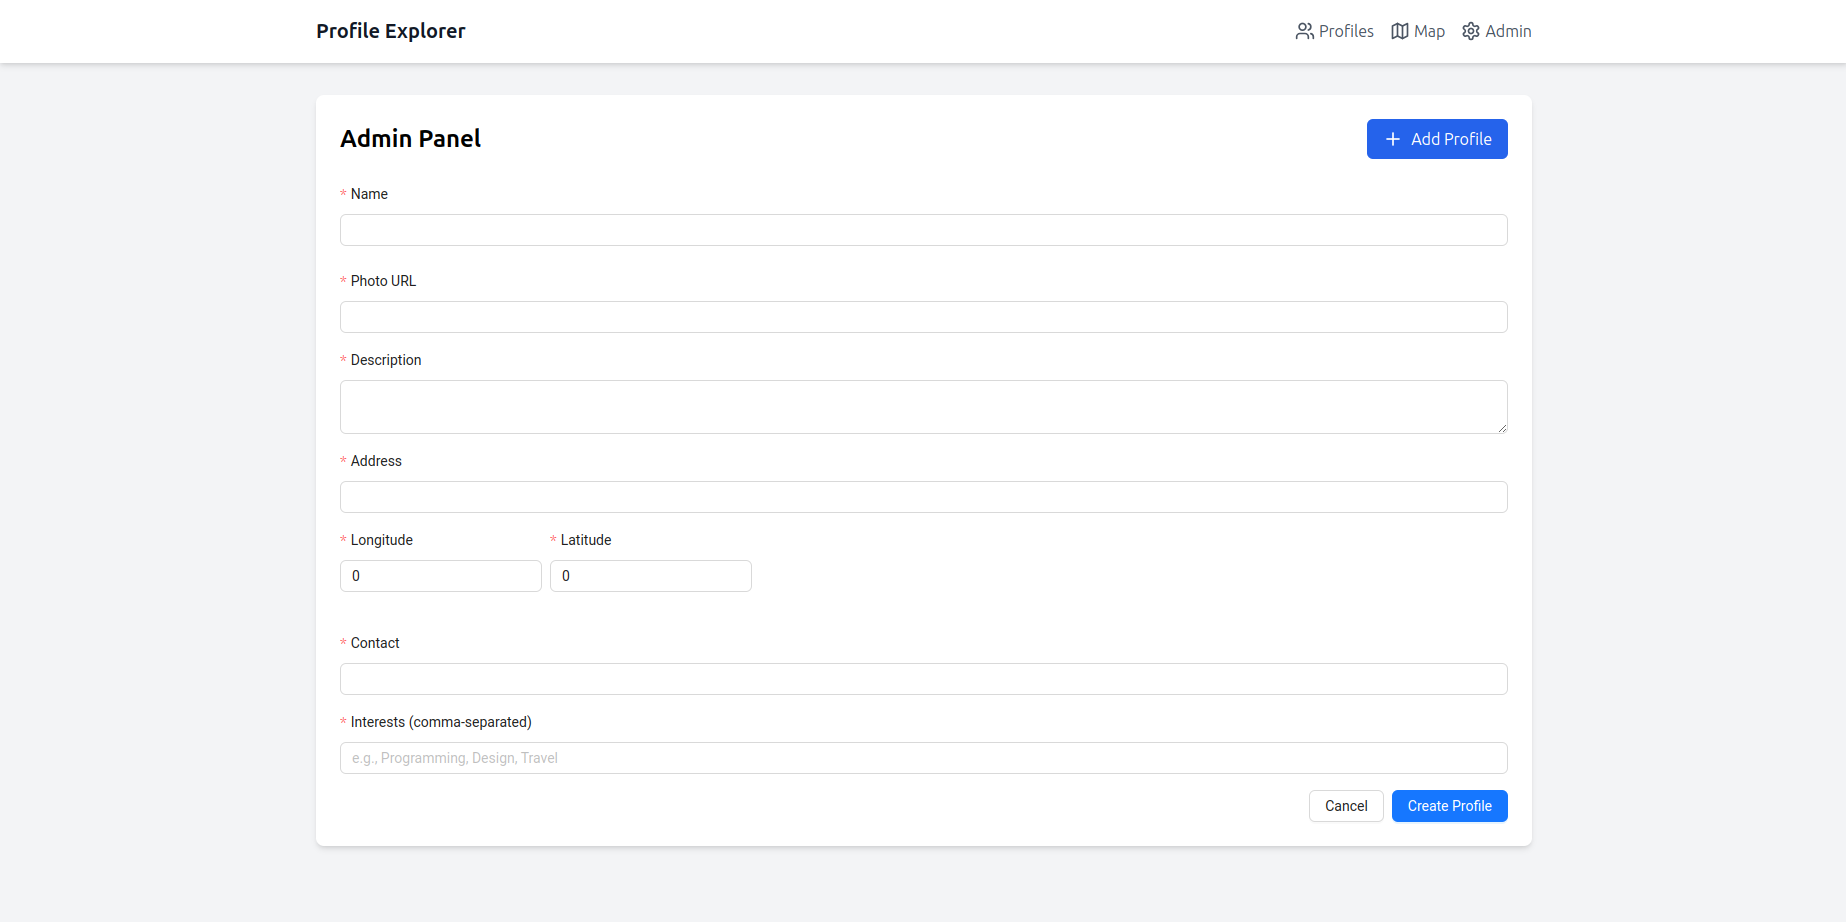 Profile Explorer
Profiles Map Admin
Admin Panel
Add Profile
* Name
* Photo URL
* Description
* Address
* Longitude * Latitude
0 0
* Contact
* Interests (comma-separated)
e.g., Programming, Design, Travel
Cancel Create Profile